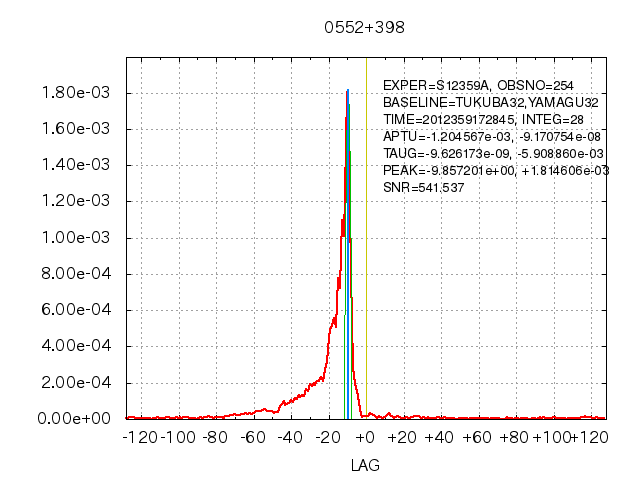 0552+398
EXPER=S12359A, OBSNO=254
BASELINE=TUKUBA32,YAMAGU32
TIME=2012359172845, INTEG=28
APTU=-1.204567e-03, -9.170754e-08
TAUG=-9.626173e-09, -5.908860e-03
PEAK=-9.857201e+00, +1.814606e-03
SNR=541.537
1.80e-03
1.60e-03
1.40e-03
1.20e-03
1.00e-03
8.00e-04
6.00e-04
4.00e-04
2.00e-04
0.00e+00
-120 -100 -80 -60 -40 -20 +0 +20 +40 +60 +80 +100 +120
LAG